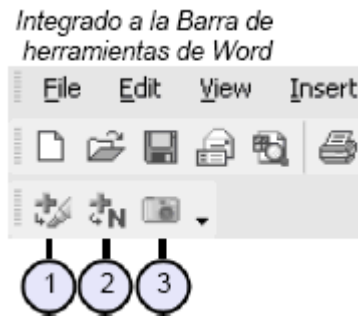 Integrado a la Barra de
herramientas de Word
File Edit View Insert
N
1 2 3